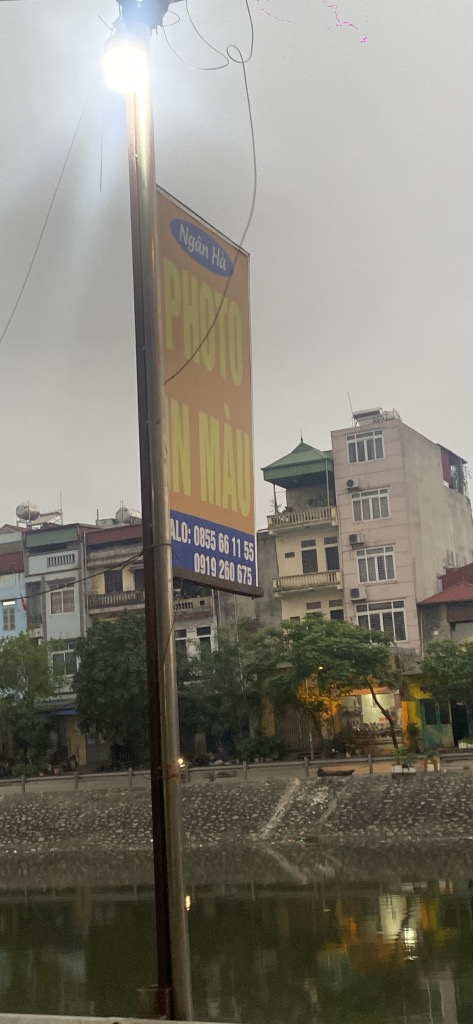 Ngân Hà
PHOTO
IN MÀU
ALO: 0855 66 11 55
0919 260 675